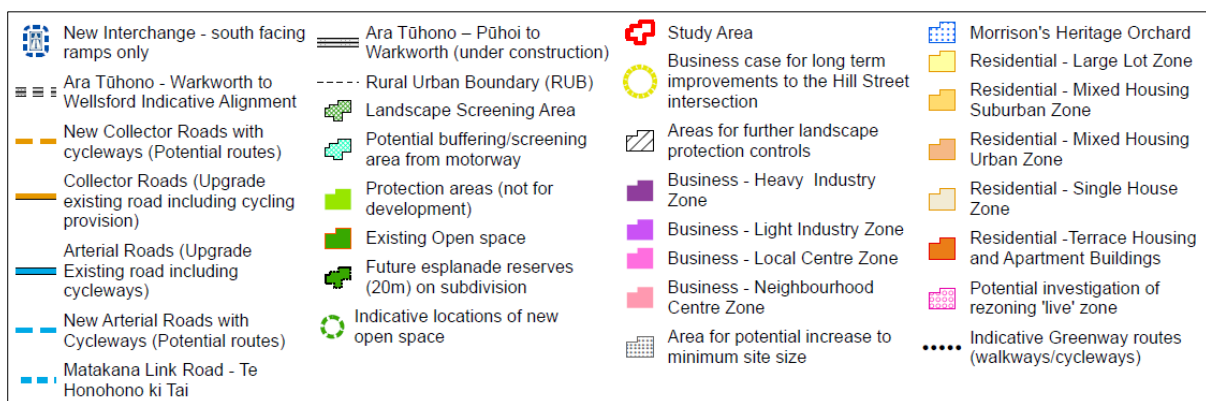 New Interchange - south facing
ramps only
Ara Tūhono - Warkworth to
Wellsford Indicative Alignment
New Collector Roads with
cycleways (Potential routes)
Collector Roads (Upgrade
existing road including cycling
provision)
Arterial Roads (Upgrade
Existing road including
cycleways)
New Arterial Roads with
Cycleways (Potential routes)
Matakana Link Road - Te
Honohono ki Tai
Ara Tūhono – Pūhoi to
Warkworth (under construction)
Rural Urban Boundary (RUB)
Landscape Screening Area
Potential buffering/screening
area from motorway
Protection areas (not for
development)
Existing Open space
Future esplanade reserves
(20m) on subdivision
Indicative locations of new
open space
Study Area
Business case for long term
improvements to the Hill Street
intersection
Areas for further landscape
protection controls
Business - Heavy Industry
Zone
Business - Light Industry Zone
Business - Local Centre Zone
Business - Neighbourhood
Centre Zone
Area for potential increase to
minimum site size
Morrison's Heritage Orchard
Residential - Large Lot Zone
Residential - Mixed Housing
Suburban Zone
Residential - Mixed Housing
Urban Zone
Residential - Single House
Zone
Residential -Terrace Housing
and Apartment Buildings
Potential investigation of
rezoning 'live' zone
Indicative Greenway routes
(walkways/cycleways)